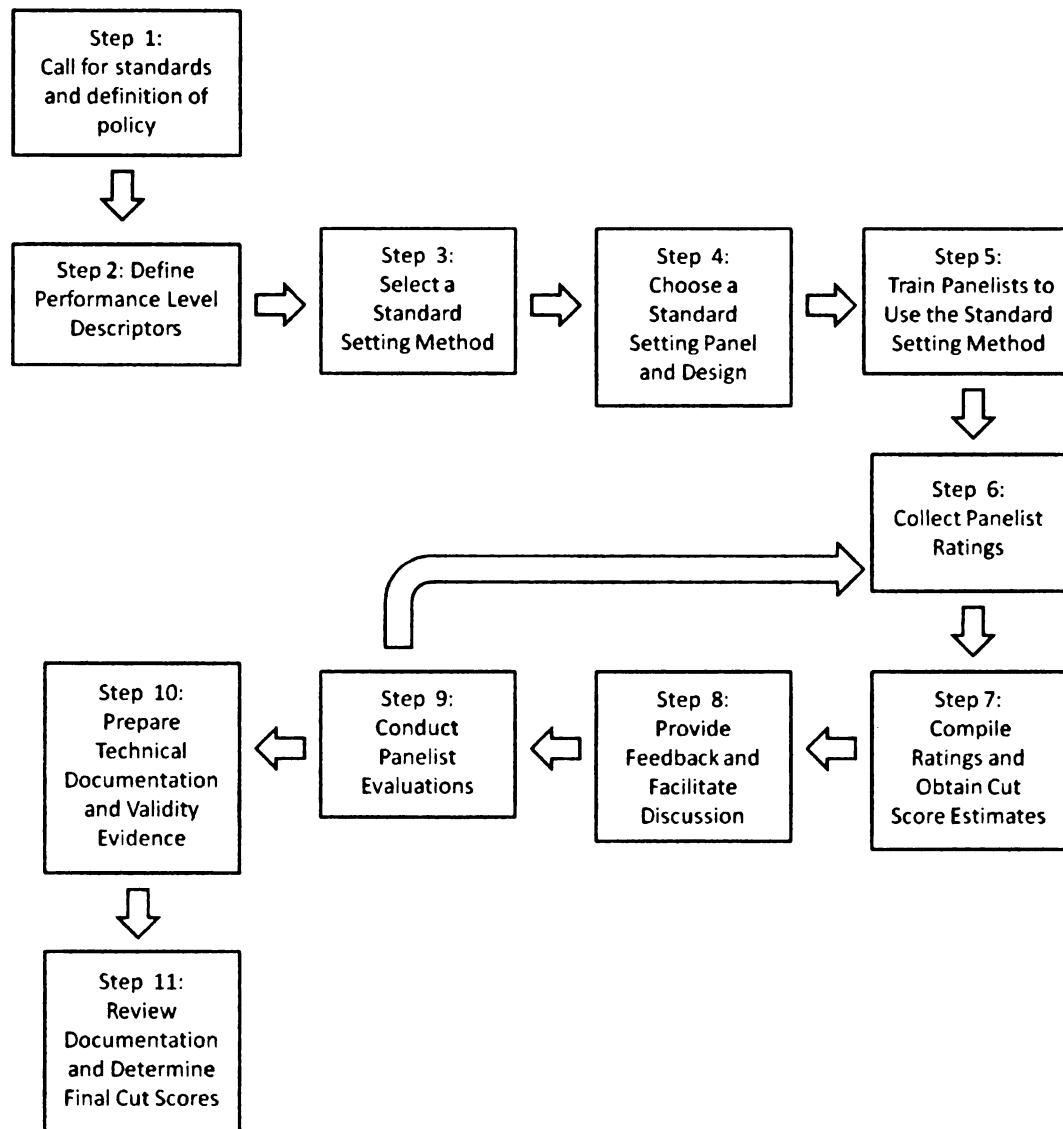 Step 1:
Call for standards
and definition of
policy
Step 2: Define
Performance Level
Descriptors
Step 3:
Select a
Standard
Setting Method
Step 4:
Choose a
Standard
Setting Panel
and Design
Step 5:
Train Panelists to
Use the Standard
Setting Method
Step 6:
Collect Panelist
Ratings
Step 7:
Compile
Ratings and
Obtain Cut
Score Estimates
Step 8:
Provide
Feedback and
Facilitate
Discussion
Step 9:
Conduct
Panelist
Evaluations
Step 10:
Prepare
Technical
Documentation
and Validity
Evidence
Step 11:
Review
Documentation
and Determine
Final Cut Scores